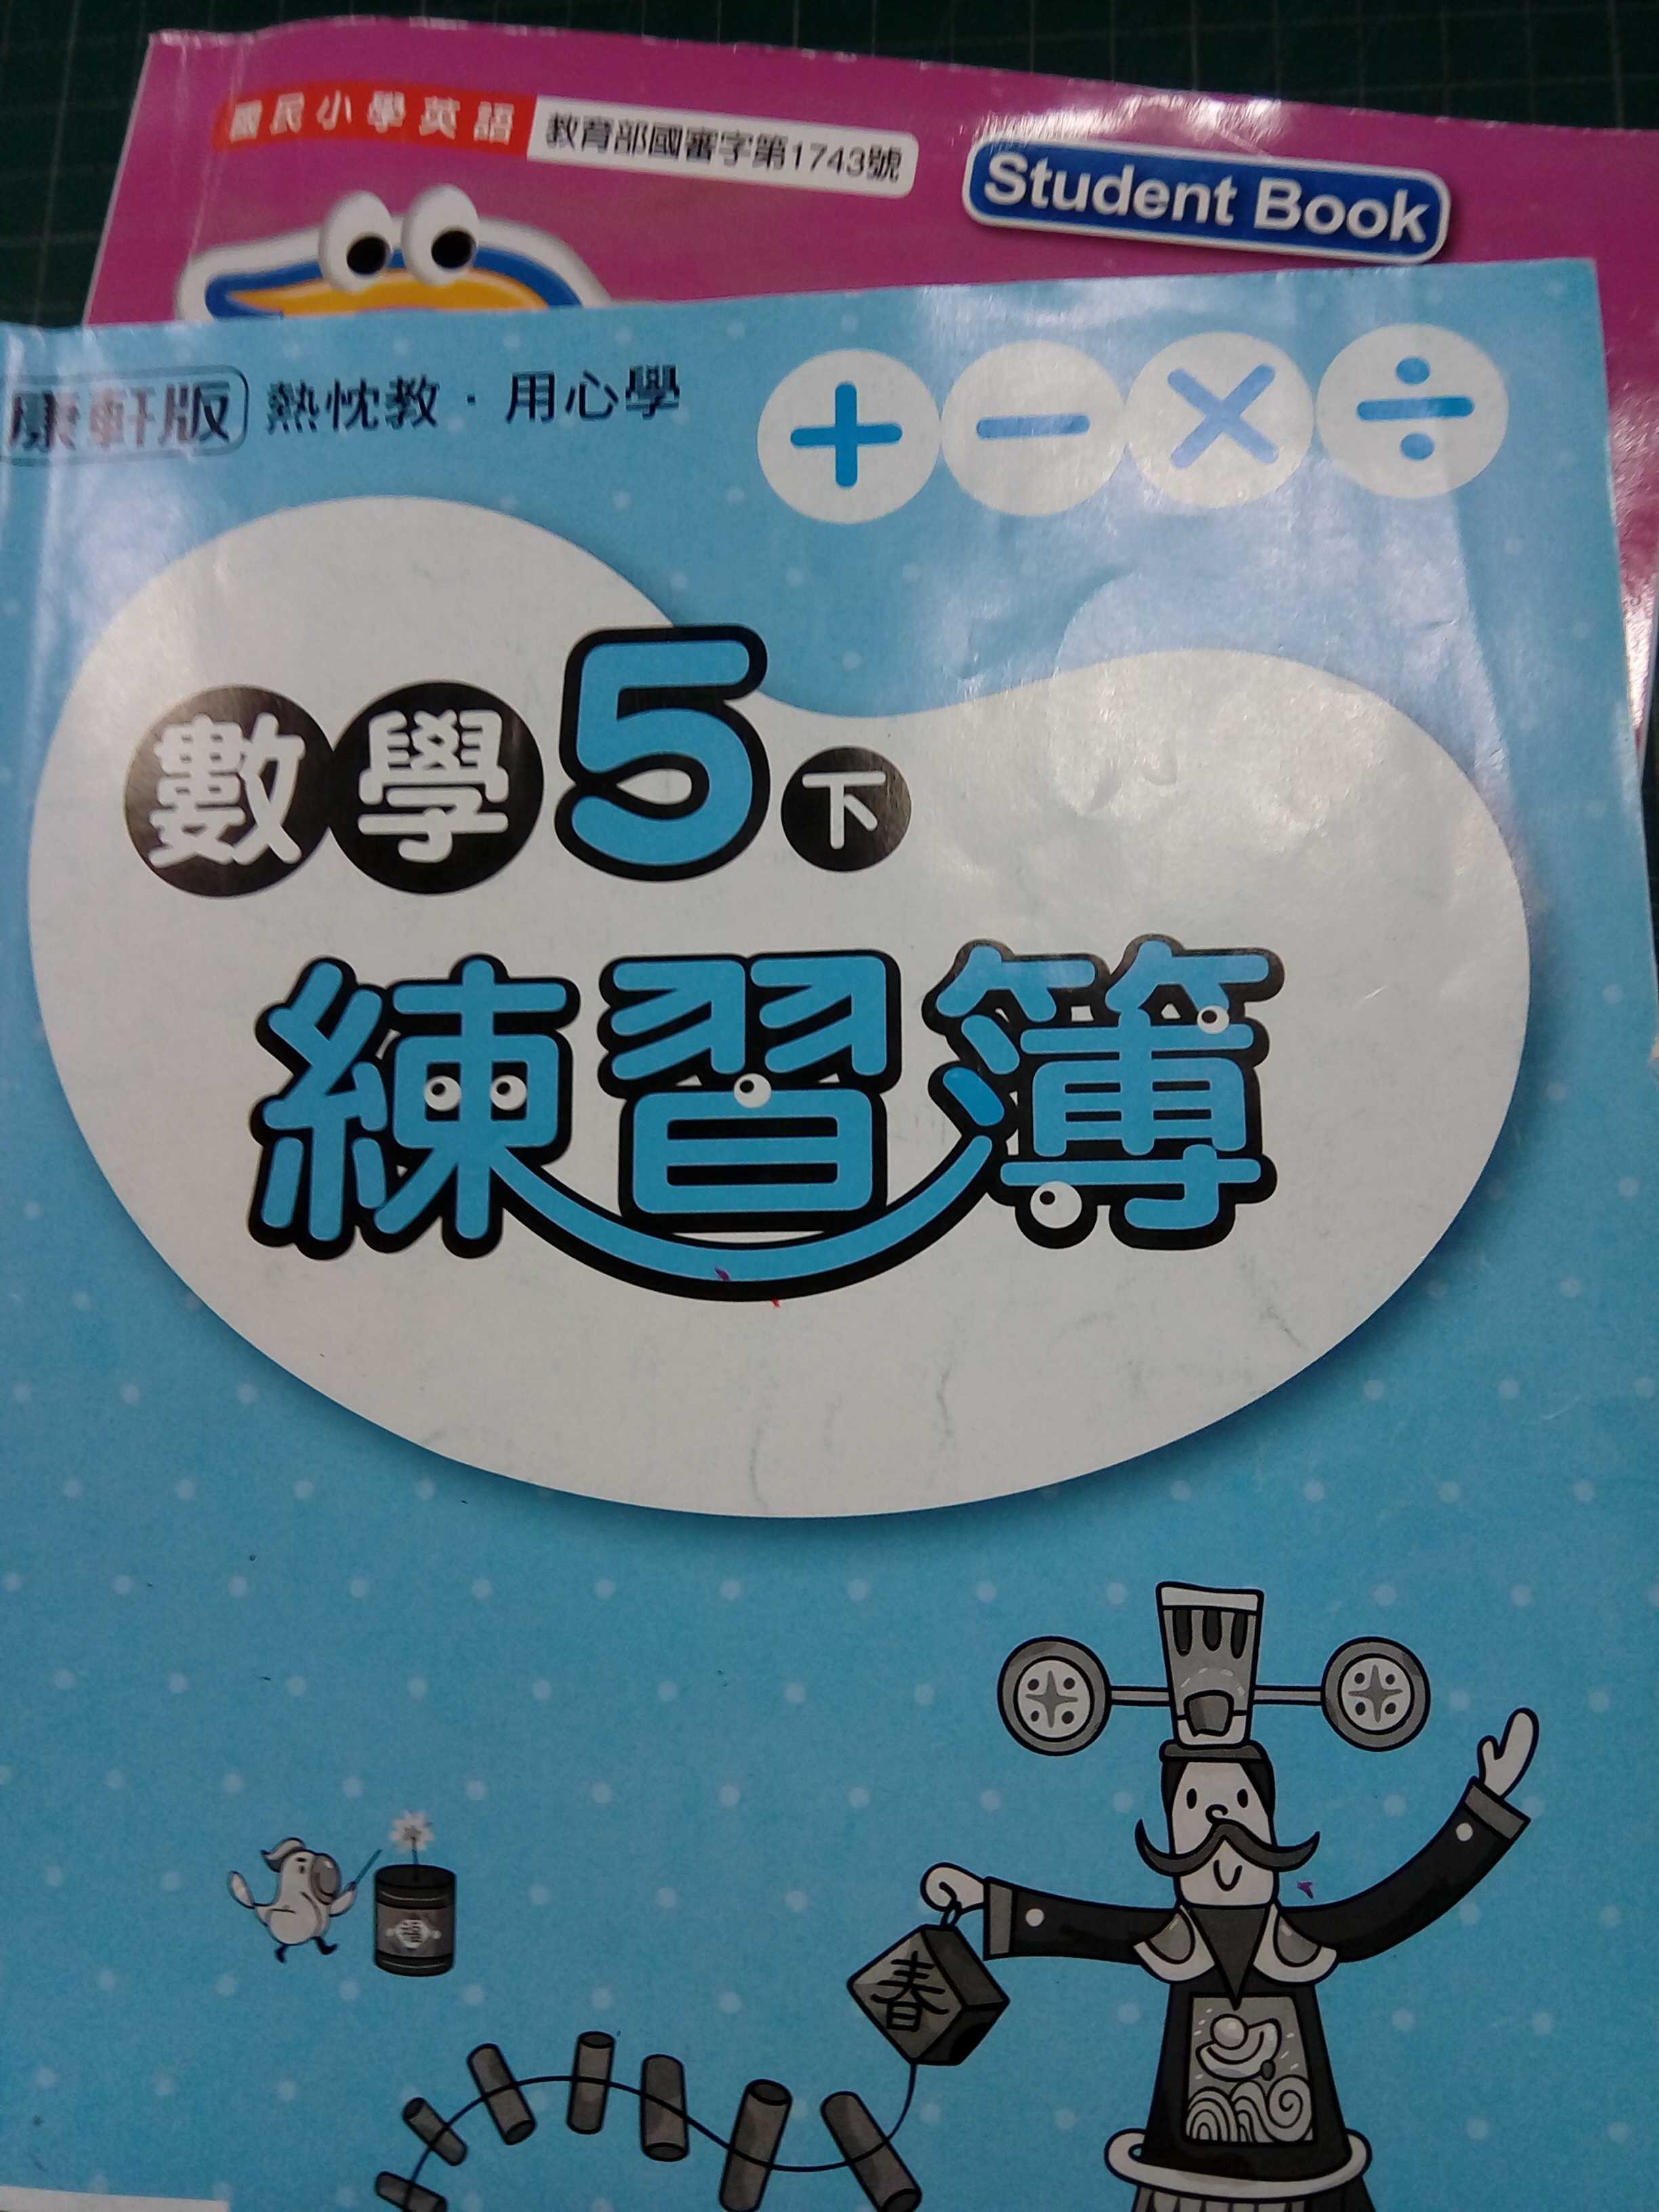 國民小學英語 教育部國審字第1743號
Student Book
康軒版 熱忱教·用心學
+ − × ÷
數學5下
練習簿
福
春